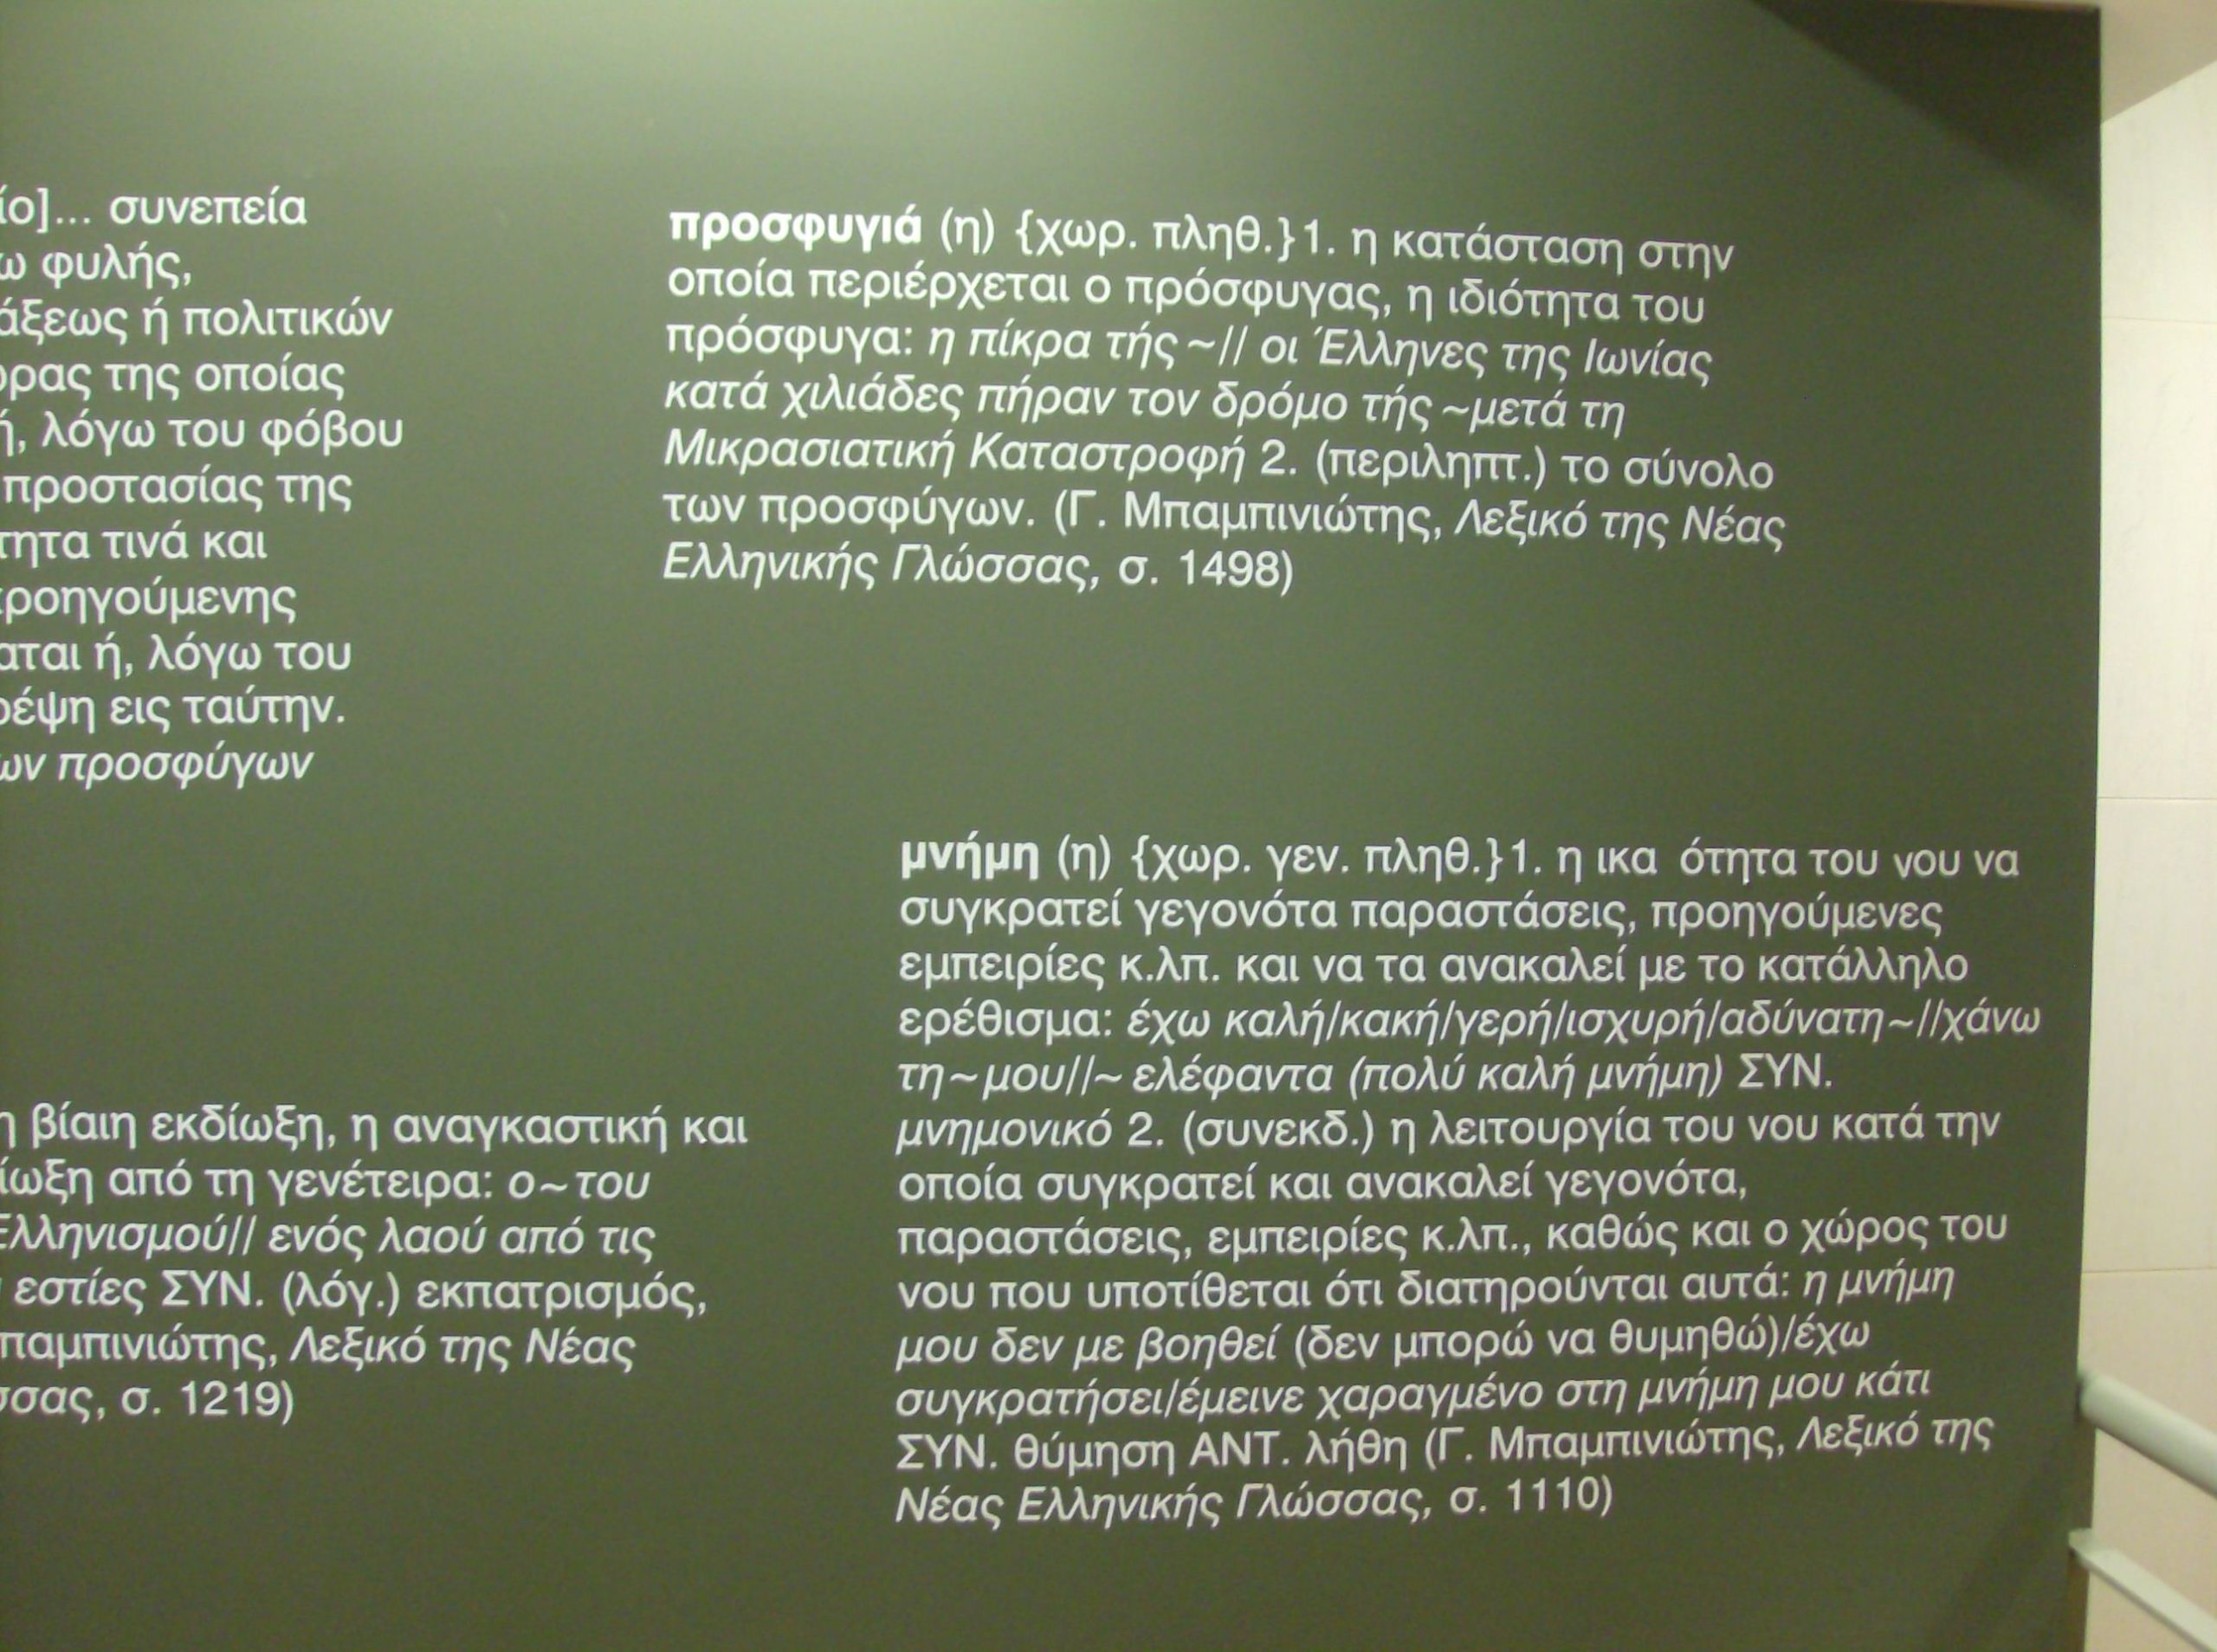 ίο]... συνεπεία
ω φυλής,
άξεως ή πολιτικών
ρας της οποίας
ή, λόγω του φόβου
προστασίας της
τητα τινά και
ροηγούμενης
αται ή, λόγω του
ρέψη εις ταύτην.
ων προσφύγων
προσφυγιά (η) {χωρ. πληθ.}1. η κατάσταση στην
οποία περιέρχεται ο πρόσφυγας, η ιδιότητα του
πρόσφυγα: η πίκρα τής ~// οι Έλληνες της Ιωνίας
κατά χιλιάδες πήραν τον δρόμο τής ~μετά τη
Μικρασιατική Καταστροφή 2. (περιληπτ.) το σύνολο
των προσφύγων. (Γ. Μπαμπινιώτης, Λεξικό της Νέας
Ελληνικής Γλώσσας, σ. 1498)
η βίαιη εκδίωξη, η αναγκαστική και
ίωξη από τη γενέτειρα: ο~του
Ελληνισμού// ενός λαού από τις
εστίες ΣΥΝ. (λόγ.) εκπατρισμός,
παμπινιώτης, Λεξικό της Νέας
σσας, σ. 1219)
μνήμη (η) {χωρ. γεν. πληθ.}1. η ικα ότητα του νου να
συγκρατεί γεγονότα παραστάσεις, προηγούμενες
εμπειρίες κ.λπ. και να τα ανακαλεί με το κατάλληλο
ερέθισμα: έχω καλή/κακή/γερή/ισχυρή/αδύνατη~//χάνω
τη~μου//~ ελέφαντα (πολύ καλή μνήμη) ΣΥΝ.
μνημονικό 2. (συνεκδ.) η λειτουργία του νου κατά την
οποία συγκρατεί και ανακαλεί γεγονότα,
παραστάσεις, εμπειρίες κ.λπ., καθώς και ο χώρος του
νου που υποτίθεται ότι διατηρούνται αυτά: η μνήμη
μου δεν με βοηθεί (δεν μπορώ να θυμηθώ)/έχω
συγκρατήσει/έμεινε χαραγμένο στη μνήμη μου κάτι
ΣΥΝ. θύμηση ΑΝΤ. λήθη (Γ. Μπαμπινιώτης, Λεξικό της
Νέας Ελληνικής Γλώσσας, σ. 1110)